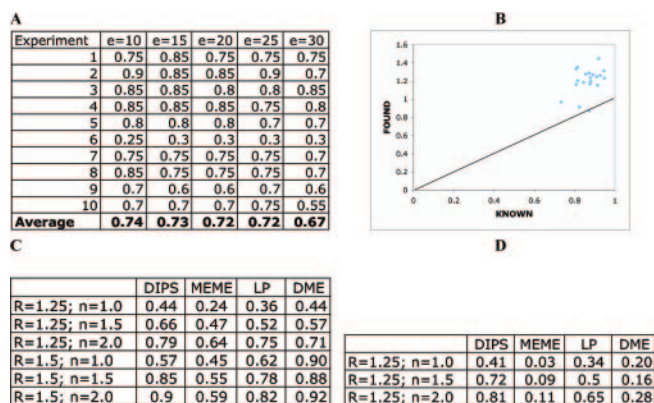 A
Experiment e=10 e=15 e=20 e=25 e=30
1 0.75 0.85 0.75 0.75 0.75
2 0.9 0.85 0.85 0.9 0.7
3 0.85 0.85 0.8 0.8 0.85
4 0.85 0.85 0.85 0.75 0.8
5 0.8 0.8 0.8 0.7 0.7
6 0.25 0.3 0.3 0.3 0.3
7 0.75 0.75 0.75 0.75 0.7
8 0.85 0.75 0.75 0.75 0.7
9 0.7 0.6 0.6 0.7 0.6
10 0.7 0.7 0.7 0.75 0.55
Average 0.74 0.73 0.72 0.72 0.67
B
1.6
1.4
1.2
1
0.8
0.6
0.4
0.2
0
FOUND
0 0.2 0.4 0.6 0.8 1
KNOWN
C
DIPS MEME LP DME
R=1.25; n=1.0 0.44 0.24 0.36 0.44
R=1.25; n=1.5 0.66 0.47 0.52 0.57
R=1.25; n=2.0 0.79 0.64 0.75 0.71
R=1.5; n=1.0 0.57 0.45 0.62 0.90
R=1.5; n=1.5 0.85 0.55 0.78 0.88
R=1.5; n=2.0 0.9 0.59 0.82 0.92
D
DIPS MEME LP DME
R=1.25; n=1.0 0.41 0.03 0.34 0.20
R=1.25; n=1.5 0.72 0.09 0.5 0.16
R=1.25; n=2.0 0.81 0.11 0.65 0.28